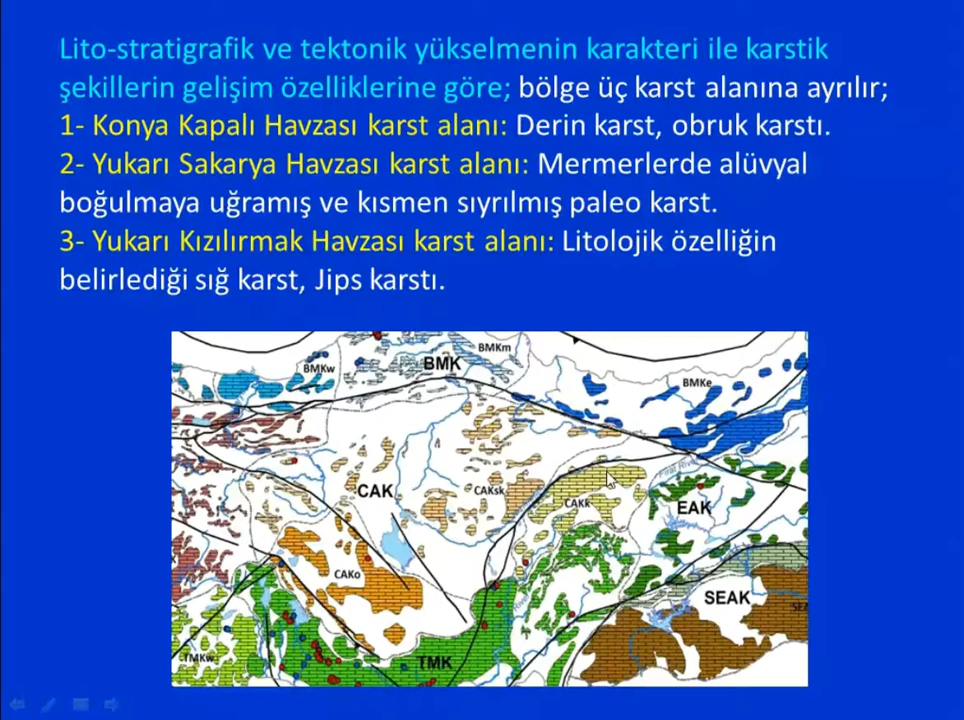 Lito-stratigrafik ve tektonik yükselmenin karakteri ile karstik
şekillerin gelişim özelliklerine göre; bölge üç karst alanına ayrılır;
1- Konya Kapalı Havzası karst alanı: Derin karst, obruk karstı.
2- Yukarı Sakarya Havzası karst alanı: Mermerlerde alüvyal
boğulmaya uğramış ve kısmen sıyrılmış paleo karst.
3- Yukarı Kızılırmak Havzası karst alanı: Litolojik özelliğin
belirlediği sığ karst, Jips karstı.
BMKm
BMKw
BMK
BMKe
CAK
CAKsk
CAKk
EAK
CAKo
SEAK
TMKw
TMK